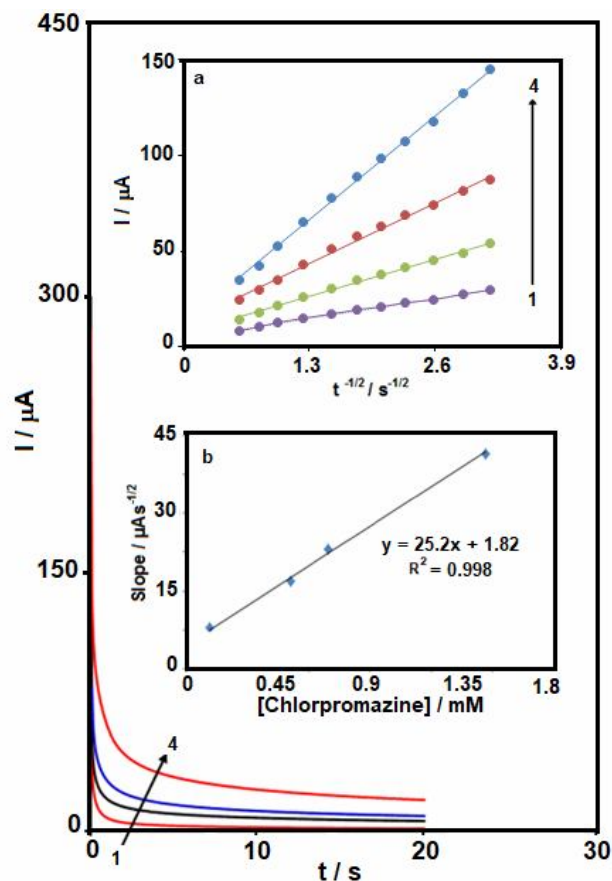 450
300
150
0
I / µA
0
10
20
30
t / s
1
4
a
150
100
50
0
I / µA
0
1.3
2.6
3.9
t -1/2 / s-1/2
4
1
b
45
30
15
0
Slope / µAs-1/2
0
0.45
0.9
1.35
1.8
[Chlorpromazine] / mM
y = 25.2x + 1.82
R2 = 0.998